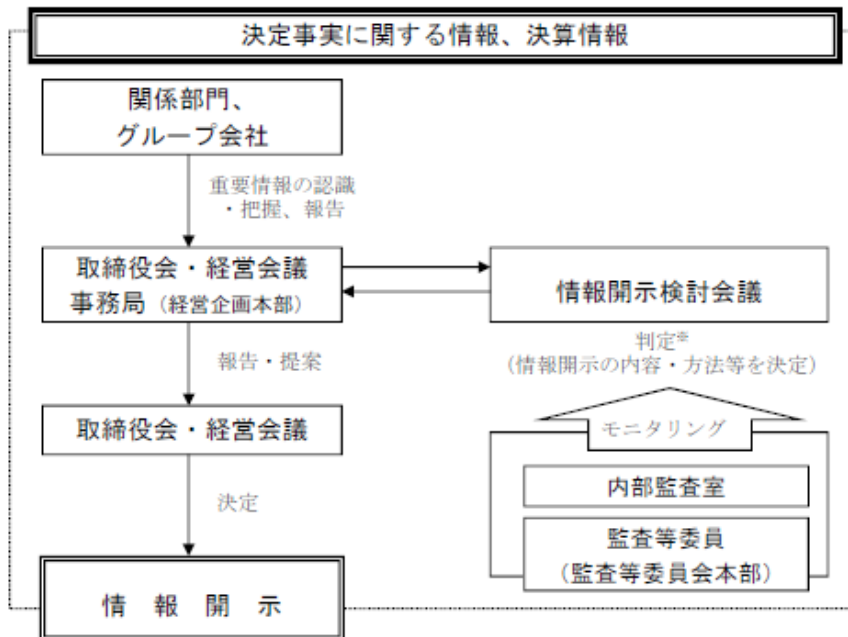 決定事実に関する情報、決算情報
関係部門、
グループ会社
重要情報の認識
・把握、報告
取締役会・経営会議
事務局（経営企画本部）
情報開示検討会議
判定※
（情報開示の内容・方法等を決定）
報告・提案
取締役会・経営会議
モニタリング
内部監査室
決定
監査等委員
（監査等委員会本部）
情報開示